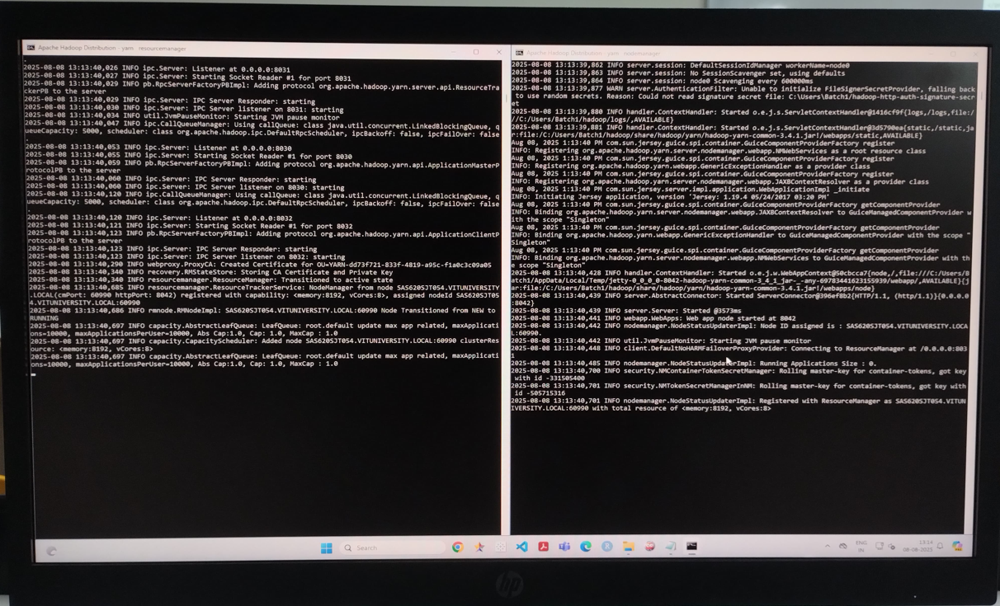 Apache Hadoop Distribution - yarn   resourcemanager
.
2025-08-08 13:13:40,026 INFO ipc.Server: Listener at 0.0.0.0:8031
2025-08-08 13:13:40,027 INFO ipc.Server: Starting Socket Reader #1 for port 8031
2025-08-08 13:13:40,029 INFO pb.RpcServerFactoryPBImpl: Adding protocol org.apache.hadoop.yarn.server.api.ResourceTra
ckerPB to the server
2025-08-08 13:13:40,029 INFO ipc.Server: IPC Server Responder: starting
2025-08-08 13:13:40,030 INFO ipc.Server: IPC Server listener on 8031: starting
2025-08-08 13:13:40,034 INFO util.JvmPauseMonitor: Starting JVM pause monitor
2025-08-08 13:13:40,047 INFO ipc.CallQueueManager: Using callQueue: class java.util.concurrent.LinkedBlockingQueue, q
ueueCapacity: 5000, scheduler: class org.apache.hadoop.ipc.DefaultRpcScheduler, ipcBackoff: false, ipcFailOver: false
.
2025-08-08 13:13:40,053 INFO ipc.Server: Listener at 0.0.0.0:8030
2025-08-08 13:13:40,055 INFO ipc.Server: Starting Socket Reader #1 for port 8030
2025-08-08 13:13:40,059 INFO pb.RpcServerFactoryPBImpl: Adding protocol org.apache.hadoop.yarn.api.ApplicationMasterP
rotocolPB to the server
2025-08-08 13:13:40,060 INFO ipc.Server: IPC Server Responder: starting
2025-08-08 13:13:40,060 INFO ipc.Server: IPC Server listener on 8030: starting
2025-08-08 13:13:40,120 INFO ipc.CallQueueManager: Using callQueue: class java.util.concurrent.LinkedBlockingQueue, q
ueueCapacity: 5000, scheduler: class org.apache.hadoop.ipc.DefaultRpcScheduler, ipcBackoff: false, ipcFailOver: false
.
2025-08-08 13:13:40,120 INFO ipc.Server: Listener at 0.0.0.0:8032
2025-08-08 13:13:40,121 INFO ipc.Server: Starting Socket Reader #1 for port 8032
2025-08-08 13:13:40,123 INFO pb.RpcServerFactoryPBImpl: Adding protocol org.apache.hadoop.yarn.api.ApplicationClientP
rotocolPB to the server
2025-08-08 13:13:40,123 INFO ipc.Server: IPC Server Responder: starting
2025-08-08 13:13:40,123 INFO ipc.Server: IPC Server listener on 8032: starting
2025-08-08 13:13:40,290 INFO webproxy.ProxyCA: Created Certificate for OU=YARN-dd73f721-833f-4819-a95c-f1a0c3c09a05
2025-08-08 13:13:40,340 INFO recovery.RMStateStore: Storing CA Certificate and Private Key
2025-08-08 13:13:40,340 INFO resourcemanager.ResourceManager: Transitioned to active state
2025-08-08 13:13:40,685 INFO resourcemanager.ResourceTrackerService: NodeManager from node SAS620SJT054.VITUNIVERSITY
.LOCAL(cmPort: 60990 httpPort: 8042) registered with capability: <memory:8192, vCores:8>, assigned nodeId SAS620SJT05
4.VITUNIVERSITY.LOCAL:60990
2025-08-08 13:13:40,686 INFO rmnode.RMNodeImpl: SAS620SJT054.VITUNIVERSITY.LOCAL:60990 Node Transitioned from NEW to
RUNNING
2025-08-08 13:13:40,697 INFO capacity.AbstractLeafQueue: LeafQueue: root.default update max app related, maxApplicati
ons=10000, maxApplicationsPerUser=10000, Abs Cap:1.0, Cap: 1.0, MaxCap : 1.0
2025-08-08 13:13:40,697 INFO capacity.CapacityScheduler: Added node SAS620SJT054.VITUNIVERSITY.LOCAL:60990 clusterRes
ource: <memory:8192, vCores:8>
2025-08-08 13:13:40,697 INFO capacity.AbstractLeafQueue: LeafQueue: root.default update max app related, maxApplicati
ons=10000, maxApplicationsPerUser=10000, Abs Cap:1.0, Cap: 1.0, MaxCap : 1.0
Apache Hadoop Distribution - yarn   nodemanager
2025-08-08 13:13:39,862 INFO server.session: DefaultSessionIdManager workerName=node0
2025-08-08 13:13:39,863 INFO server.session: No SessionScavenger set, using defaults
2025-08-08 13:13:39,864 INFO server.session: node0 Scavenging every 600000ms
2025-08-08 13:13:39,877 WARN server.AuthenticationFilter: Unable to initialize FileSignerSecretProvider, falling back
to use random secrets. Reason: Could not read signature secret file: C:\Users\Batch1/hadoop-http-auth-signature-secr
et
2025-08-08 13:13:39,880 INFO handler.ContextHandler: Started o.e.j.s.ServletContextHandler@1416cf9f{logs,/logs,file:/
//C:/Users/Batch1/hadoop/logs/,AVAILABLE}
2025-08-08 13:13:39,881 INFO handler.ContextHandler: Started o.e.j.s.ServletContextHandler@3d5790ea{static,/static,ja
r:file:/C:/Users/Batch1/hadoop/share/hadoop/yarn/hadoop-yarn-common-3.4.1.jar!/webapps/static,AVAILABLE}
Aug 08, 2025 1:13:40 PM com.sun.jersey.guice.spi.container.GuiceComponentProviderFactory register
INFO: Registering org.apache.hadoop.yarn.server.nodemanager.webapp.NMWebServices as a root resource class
Aug 08, 2025 1:13:40 PM com.sun.jersey.guice.spi.container.GuiceComponentProviderFactory register
INFO: Registering org.apache.hadoop.yarn.webapp.GenericExceptionHandler as a provider class
Aug 08, 2025 1:13:40 PM com.sun.jersey.guice.spi.container.GuiceComponentProviderFactory register
INFO: Registering org.apache.hadoop.yarn.server.nodemanager.webapp.JAXBContextResolver as a provider class
Aug 08, 2025 1:13:40 PM com.sun.jersey.server.impl.application.WebApplicationImpl _initiate
INFO: Initiating Jersey application, version 'Jersey: 1.19.4 05/24/2017 03:20 PM'
Aug 08, 2025 1:13:40 PM com.sun.jersey.guice.spi.container.GuiceComponentProviderFactory getComponentProvider
INFO: Binding org.apache.hadoop.yarn.server.nodemanager.webapp.JAXBContextResolver to GuiceManagedComponentProvider w
ith the scope "Singleton"
Aug 08, 2025 1:13:40 PM com.sun.jersey.guice.spi.container.GuiceComponentProviderFactory getComponentProvider
INFO: Binding org.apache.hadoop.yarn.webapp.GenericExceptionHandler to GuiceManagedComponentProvider with the scope "
Singleton"
Aug 08, 2025 1:13:40 PM com.sun.jersey.guice.spi.container.GuiceComponentProviderFactory getComponentProvider
INFO: Binding org.apache.hadoop.yarn.server.nodemanager.webapp.NMWebServices to GuiceManagedComponentProvider with th
e scope "Singleton"
2025-08-08 13:13:40,428 INFO handler.ContextHandler: Started o.e.j.w.WebAppContext@50cbcca7{node,/,file:///C:/Users/B
atch1/AppData/Local/Temp/jetty-0_0_0_0-8042-hadoop-yarn-common-3_4_1_jar-_-any-69783441623155939/webapp/,AVAILABLE}{j
ar:file:/C:/Users/Batch1/hadoop/share/hadoop/yarn/hadoop-yarn-common-3.4.1.jar!/webapps/node}
2025-08-08 13:13:40,439 INFO server.AbstractConnector: Started ServerConnector@396ef8b2{HTTP/1.1, (http/1.1)}{0.0.0.0
:8042}
2025-08-08 13:13:40,439 INFO server.Server: Started @3573ms
2025-08-08 13:13:40,441 INFO webapp.WebApps: Web app node started at 8042
2025-08-08 13:13:40,442 INFO nodemanager.NodeStatusUpdaterImpl: Node ID assigned is : SAS620SJT054.VITUNIVERSITY.LOCA
L:60990.
2025-08-08 13:13:40,442 INFO util.JvmPauseMonitor: Starting JVM pause monitor
2025-08-08 13:13:40,448 INFO client.DefaultNoHARMFailoverProxyProvider: Connecting to ResourceManager at /0.0.0.0:803
1
2025-08-08 13:13:40,485 INFO nodemanager.NodeStatusUpdaterImpl: Running Applications Size : 0.
2025-08-08 13:13:40,700 INFO security.NMContainerTokenSecretManager: Rolling master-key for container-tokens, got key
with id -331505400
2025-08-08 13:13:40,701 INFO security.NMTokenSecretManagerInNM: Rolling master-key for container-tokens, got key with
id -505715316
2025-08-08 13:13:40,701 INFO nodemanager.NodeStatusUpdaterImpl: Registered with ResourceManager as SAS620SJT054.VITUN
IVERSITY.LOCAL:60990 with total resource of <memory:8192, vCores:8>
Search
ENG
IN
13:14
08-08-2025
hp